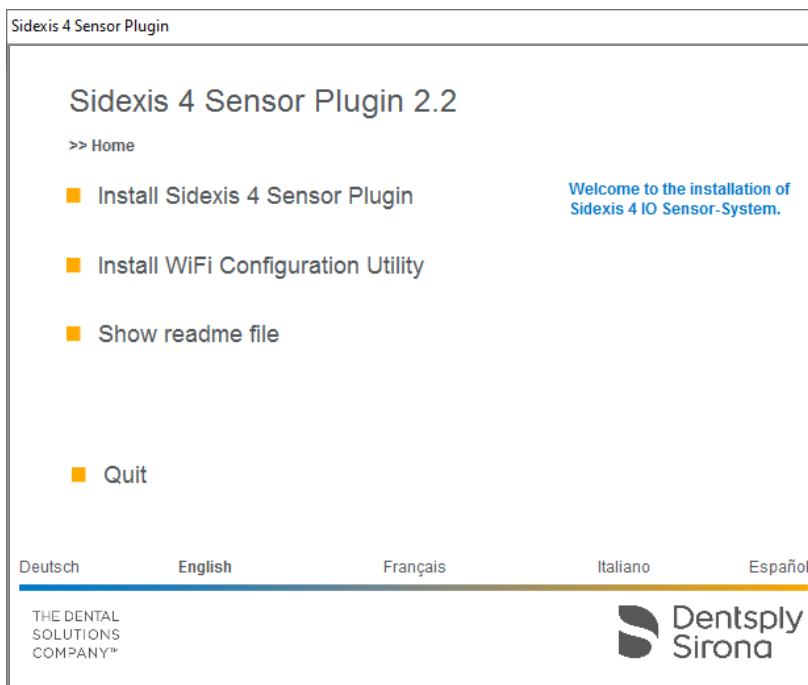 Sidexis 4 Sensor Plugin
Sidexis 4 Sensor Plugin 2.2
>> Home
Install Sidexis 4 Sensor Plugin
Welcome to the installation of
Sidexis 4 IO Sensor-System.
Install WiFi Configuration Utility
Show readme file
Quit
Deutsch English Français Italiano Español
THE DENTAL
SOLUTIONS
COMPANY™
Dentsply
Sirona